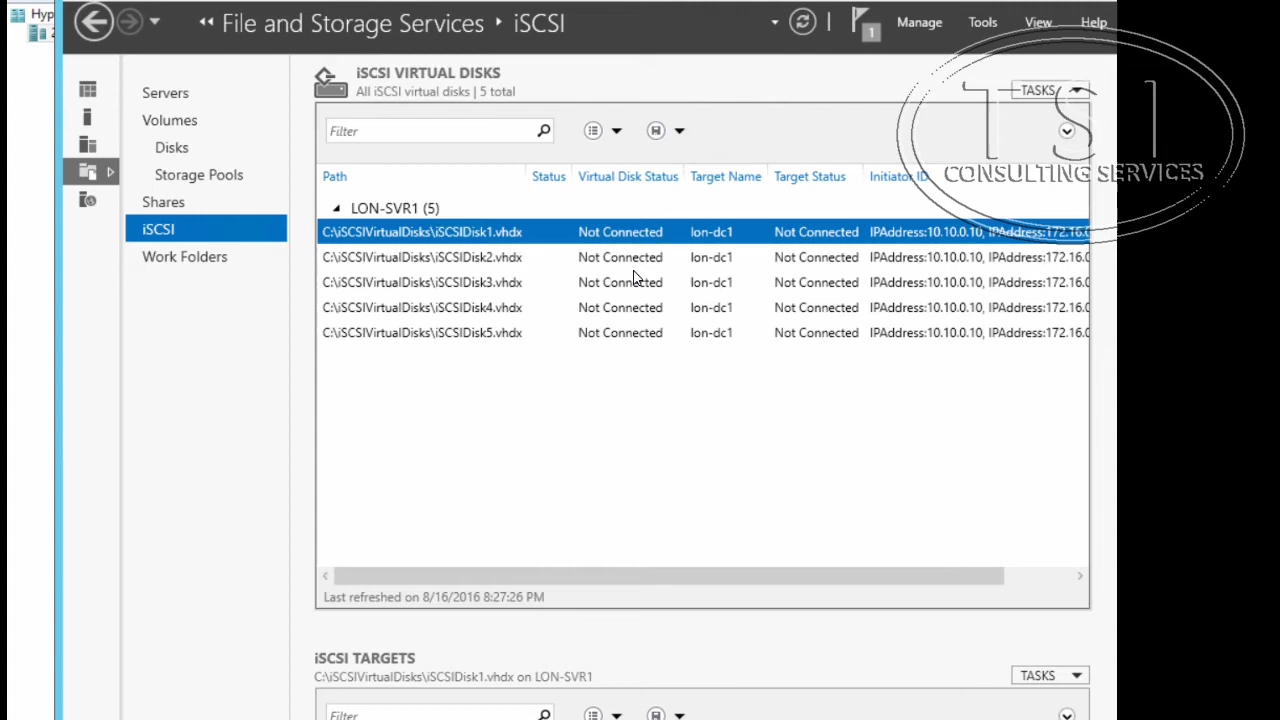 Hyp
2
File and Storage Services • iSCSI
1
Manage
Tools
View
Help
Servers
Volumes
Disks
Storage Pools
Shares
iSCSI
Work Folders
iSCSI VIRTUAL DISKS
All iSCSI virtual disks | 5 total
TASKS
Filter
TSI
CONSULTING SERVICES
Path Status Virtual Disk Status Target Name Target Status Initiator ID
LON-SVR1 (5)
C:\iSCSIVirtualDisks\iSCSIDisk1.vhdx Not Connected lon-dc1 Not Connected IPAddress:10.10.0.10, IPAddress:172.16.0
C:\iSCSIVirtualDisks\iSCSIDisk2.vhdx Not Connected lon-dc1 Not Connected IPAddress:10.10.0.10, IPAddress:172.16.0
C:\iSCSIVirtualDisks\iSCSIDisk3.vhdx Not Connected lon-dc1 Not Connected IPAddress:10.10.0.10, IPAddress:172.16.0
C:\iSCSIVirtualDisks\iSCSIDisk4.vhdx Not Connected lon-dc1 Not Connected IPAddress:10.10.0.10, IPAddress:172.16.0
C:\iSCSIVirtualDisks\iSCSIDisk5.vhdx Not Connected lon-dc1 Not Connected IPAddress:10.10.0.10, IPAddress:172.16.0
Last refreshed on 8/16/2016 8:27:26 PM
iSCSI TARGETS
C:\iSCSIVirtualDisks\iSCSIDisk1.vhdx on LON-SVR1
TASKS
Filter